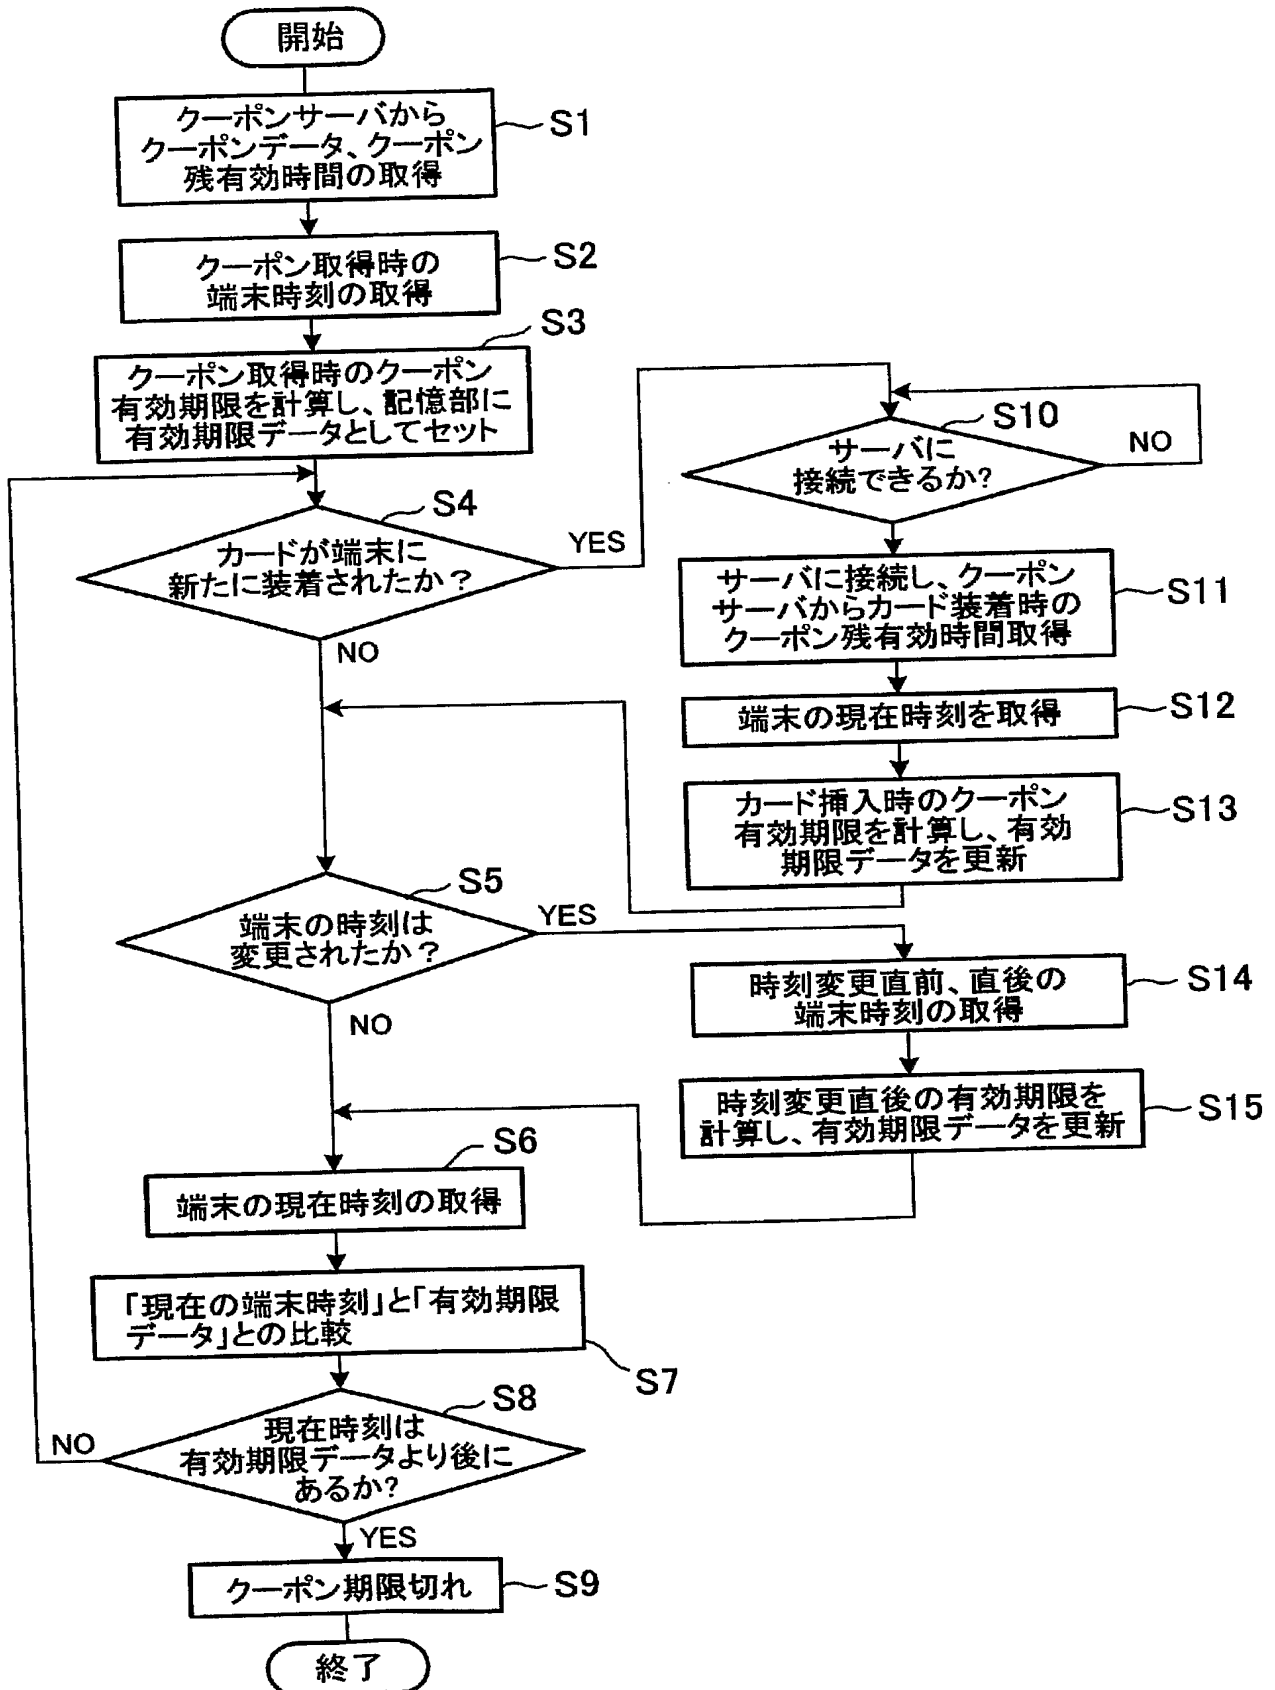 開始
クーポンサーバから
クーポンデータ、クーポン
残有効時間の取得
S1
クーポン取得時の
端末時刻の取得
S2
クーポン取得時のクーポン
有効期限を計算し、記憶部に
有効期限データとしてセット
S3
カードが端末に
新たに装着されたか？
S4
YES
NO
サーバに
接続できるか?
S10
NO
サーバに接続し、クーポン
サーバからカード装着時の
クーポン残有効時間取得
S11
端末の現在時刻を取得
S12
カード挿入時のクーポン
有効期限を計算し、有効
期限データを更新
S13
端末の時刻は
変更されたか？
S5
YES
NO
時刻変更直前、直後の
端末時刻の取得
S14
時刻変更直後の有効期限を
計算し、有効期限データを更新
S15
端末の現在時刻の取得
S6
「現在の端末時刻」と「有効期限
データ」との比較
S7
現在時刻は
有効期限データより後に
あるか?
S8
NO
YES
クーポン期限切れ
S9
終了